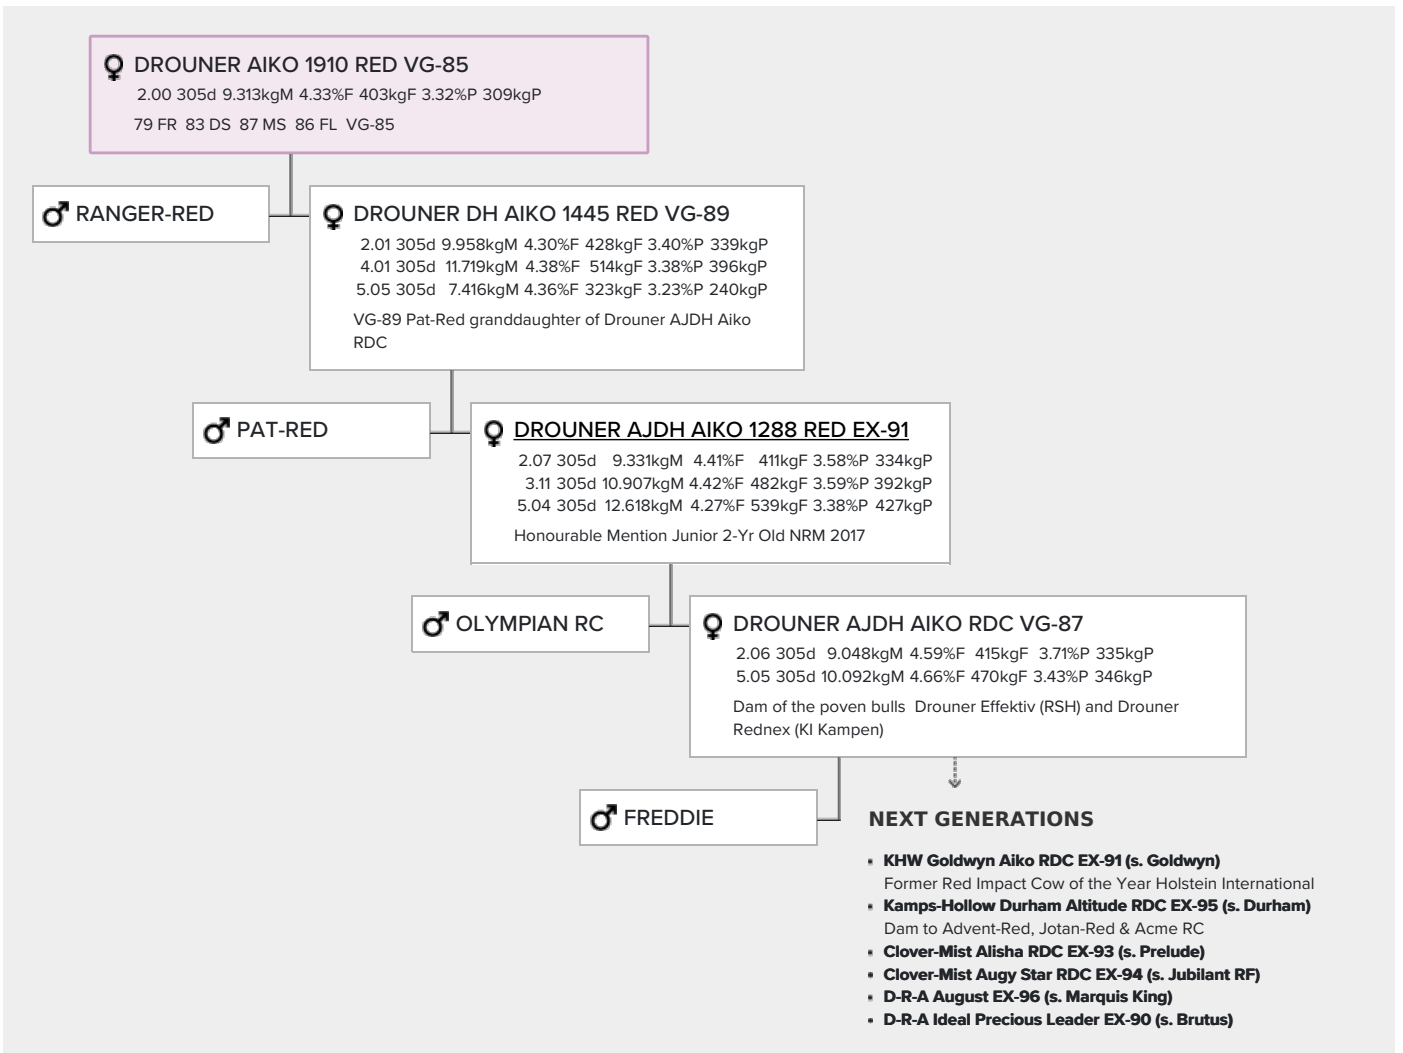 DROUNER AIKO 1910 RED VG-85
2.00 305d 9.313kgM 4.33%F 403kgF 3.32%P 309kgP
79 FR 83 DS 87 MS 86 FL VG-85
RANGER-RED
DROUNER DH AIKO 1445 RED VG-89
2.01 305d 9.958kgM 4.30%F 428kgF 3.40%P 339kgP
4.01 305d 11.719kgM 4.38%F 514kgF 3.38%P 396kgP
5.05 305d 7.416kgM 4.36%F 323kgF 3.23%P 240kgP
VG-89 Pat-Red granddaughter of Drouner AJDH Aiko
RDC
PAT-RED
DROUNER AJDH AIKO 1288 RED EX-91
2.07 305d 9.331kgM 4.41%F 411kgF 3.58%P 334kgP
3.11 305d 10.907kgM 4.42%F 482kgF 3.59%P 392kgP
5.04 305d 12.618kgM 4.27%F 539kgF 3.38%P 427kgP
Honourable Mention Junior 2-Yr Old NRM 2017
OLYMPIAN RC
DROUNER AJDH AIKO RDC VG-87
2.06 305d 9.048kgM 4.59%F 415kgF 3.71%P 335kgP
5.05 305d 10.092kgM 4.66%F 470kgF 3.43%P 346kgP
Dam of the poven bulls Drouner Effektiv (RSH) and Drouner
Rednex (KI Kampen)
FREDDIE
NEXT GENERATIONS
• KHW Goldwyn Aiko RDC EX-91 (s. Goldwyn)
Former Red Impact Cow of the Year Holstein International
• Kamps-Hollow Durham Altitude RDC EX-95 (s. Durham)
Dam to Advent-Red, Jotan-Red & Acme RC
• Clover-Mist Alisha RDC EX-93 (s. Prelude)
• Clover-Mist Augy Star RDC EX-94 (s. Jubilant RF)
• D-R-A August EX-96 (s. Marquis King)
• D-R-A Ideal Precious Leader EX-90 (s. Brutus)